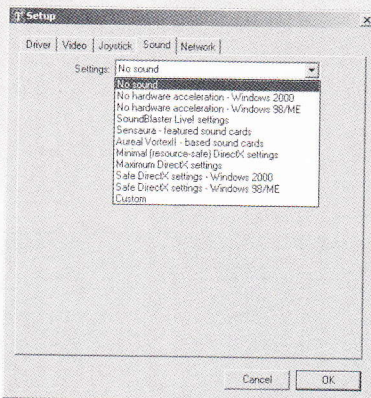 Setup
Driver Video Joystick Sound Network
Settings: No sound
No sound
No hardware acceleration - Windows 2000
No hardware acceleration - Windows 98/ME
SoundBlaster Live! settings
Sensaura - featured sound cards
Aureal VortexII - based sound cards
Minimal (resource-safe) DirectX settings
Maximum DirectX settings
Safe DirectX settings - Windows 2000
Safe DirectX settings - Windows 98/ME
Custom
Cancel OK